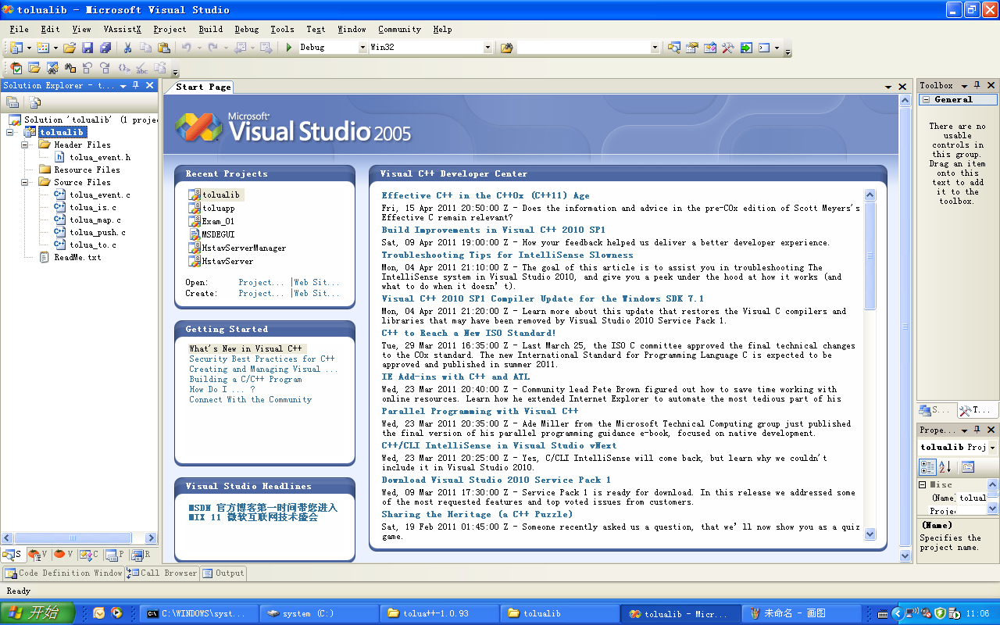 tolualib - Microsoft Visual Studio
File Edit View VAssistX Project Build Debug Tools Test Window Community Help
Debug Win32
Solution Explorer - t...
Solution 'tolualib' (1 projec
tolualib
Header Files
tolua_event.h
Resource Files
Source Files
tolua_event.c
tolua_is.c
tolua_map.c
tolua_push.c
tolua_to.c
ReadMe.txt
S V V C P R
Start Page
Microsoft
Visual Studio 2005
Recent Projects
tolualib
toluapp
Exam_01
MSDEGUI
HstavServerManager
HstavServer
Open: Project... |Web Sit...
Create: Project... |Web Sit...
Getting Started
What's New in Visual C++
Security Best Practices for C++
Creating and Managing Visual ...
Building a C/C++ Program
How Do I ... ?
Connect With the Community
Visual Studio Headlines
MSDN 官方博客第一时间带您进入
MIX 11 微软互联网技术盛会
Visual C++ Developer Center
Effective C++ in the C++0x (C++11) Age
Fri, 15 Apr 2011 20:50:00 Z - Does the information and advice in the pre-C0x edition of Scott Meyers's
Effective C remain relevant?
Build Improvements in Visual C++ 2010 SP1
Sat, 09 Apr 2011 19:00:00 Z - How your feedback helped us deliver a better developer experience.
Troubleshooting Tips for IntelliSense Slowness
Mon, 04 Apr 2011 21:10:00 Z - The goal of this article is to assist you in troubleshooting The
IntelliSense system in Visual Studio 2010, and give you a peek under the hood at how it works (and
what to do when it doesn't).
Visual C++ 2010 SP1 Compiler Update for the Windows SDK 7.1
Mon, 04 Apr 2011 21:20:00 Z - Learn more about this update that restores the Visual C compilers and
libraries that may have been removed by Visual Studio 2010 Service Pack 1.
C++ to Reach a New ISO Standard!
Tue, 29 Mar 2011 16:35:00 Z - Last March 25, the ISO C committee approved the final technical changes
to the C0x standard. The new International Standard for Programming Language C is expected to be
approved and published in summer 2011.
IE Add-ins with C++ and ATL
Wed, 23 Mar 2011 20:40:00 Z - Community lead Pete Brown figured out how to save time working with
online resources. Learn how he extended Internet Explorer to automate the most tedious part of his
Parallel Programming with Visual C++
Wed, 23 Mar 2011 20:35:00 Z - Ade Miller from the Microsoft Technical Computing group just published
the final version of his parallel programming guidance e-book, focused on native development.
C++/CLI IntelliSense in Visual Studio vNext
Wed, 23 Mar 2011 20:25:00 Z - Yes, C/CLI IntelliSense will come back, but learn why we couldn't
include it in Visual Studio 2010.
Download Visual Studio 2010 Service Pack 1
Wed, 09 Mar 2011 17:30:00 Z - Service Pack 1 is ready for download. In this release we addressed some
of the most requested features and top voted issues from customers.
Sharing the Heritage (a C++ Puzzle)
Sat, 19 Feb 2011 01:45:00 Z - Someone recently asked us a question, that we'll now show you as a quiz
game.
Toolbox
General
There are no
usable
controls in
this group.
Drag an item
onto this
text to add
it to the
toolbox.
S... T...
Prope...
tolualib Proj
Misc
(Name) tolual
Projec
(Name)
Specifies the
project name.
Code Definition Window Call Browser Output
Ready
开始 C:\WINDOWS\syst... system (C:) tolua++-1.0.93 tolualib tolualib - Micr... 未命名 - 画图 11:06